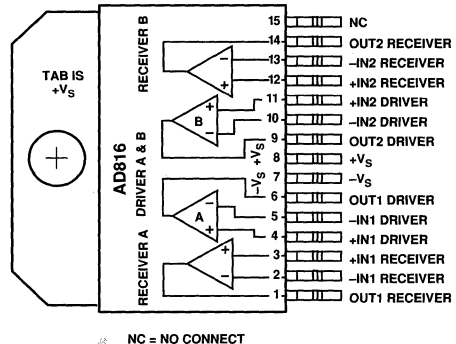 15 NC
14 OUT2 RECEIVER
13 –IN2 RECEIVER
12 +IN2 RECEIVER
11 +IN2 DRIVER
10 –IN2 DRIVER
9 OUT2 DRIVER
8 +VS
7 –VS
6 OUT1 DRIVER
5 –IN1 DRIVER
4 +IN1 DRIVER
3 +IN1 RECEIVER
2 –IN1 RECEIVER
1 OUT1 RECEIVER
TAB IS
+VS
AD816
RECEIVER B
DRIVER A & B
RECEIVER A
–
+
+
B
–
–VS +VS
–
A
+
+
–
NC = NO CONNECT